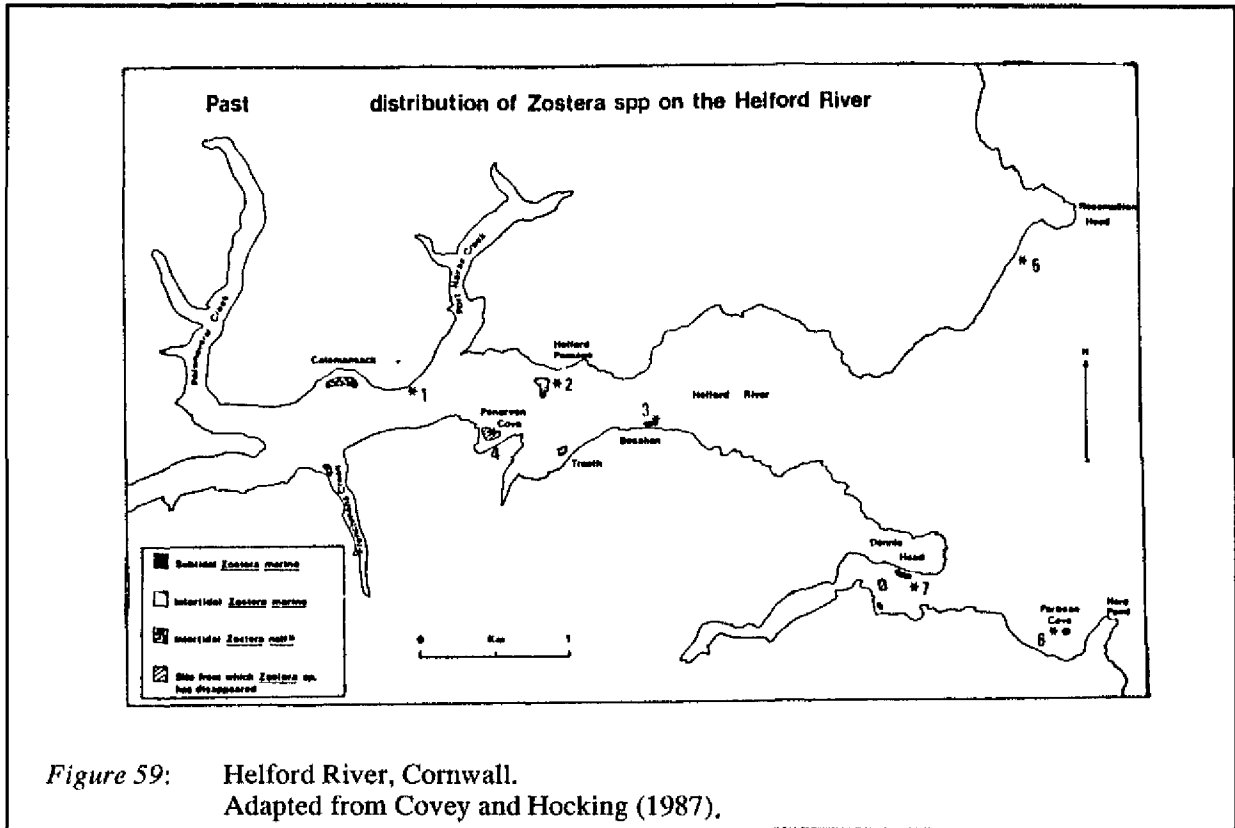 Past distribution of Zostera spp on the Helford River
Rosemullion
Head
* 5
Port Navas Creek
Calamansack
Helford
Passage
* 1
* 2
3
Helford River
N
Penarvon
Cove
4
Bosahan
Treath
Dennis
Head
* 7
Porbean
Cove
6
Nare
Point
Subtidal Zostera marina
Intertidal Zostera marina
Intertidal Zostera noltii
Site from which Zostera sp.
has disappeared
0 Km 1
Figure 59: Helford River, Cornwall.
Adapted from Covey and Hocking (1987).